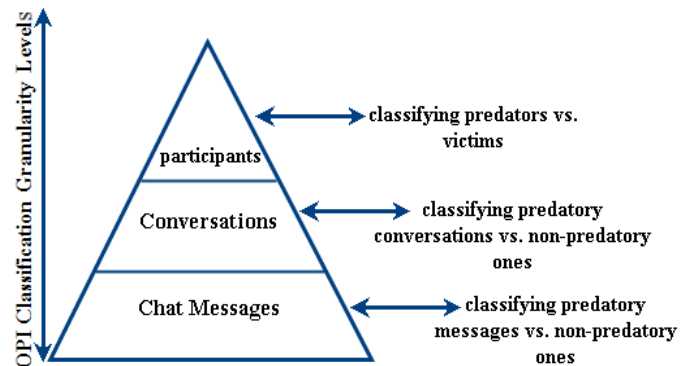 OPI Classification Granularity Levels
participants
classifying predators vs.
victims
Conversations
classifying predatory
conversations vs. non-predatory
ones
Chat Messages
classifying predatory
messages vs. non-predatory
ones